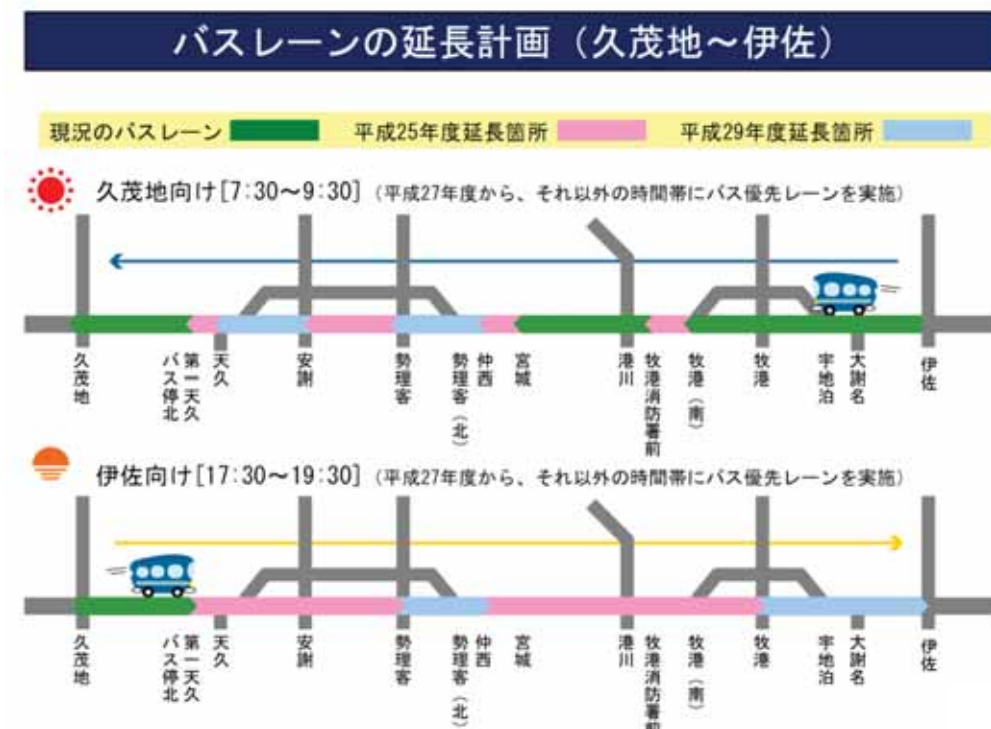 バスレーンの延長計画（久茂地～伊佐）
現況のバスレーン 平成25年度延長箇所 平成29年度延長箇所
久茂地向け[7:30～9:30]（平成27年度から、それ以外の時間帯にバス優先レーンを実施）
久茂地
第一天久バス停北
天久
安謝
勢理客
勢理客（北）
仲西
宮城
港川
牧港消防署前
牧港（南）
牧港
宇地泊
大謝名
伊佐
伊佐向け[17:30～19:30]（平成27年度から、それ以外の時間帯にバス優先レーンを実施）
久茂地
第一天久バス停北
天久
安謝
勢理客
勢理客（北）
仲西
宮城
港川
牧港消防署前
牧港（南）
牧港
宇地泊
大謝名
伊佐